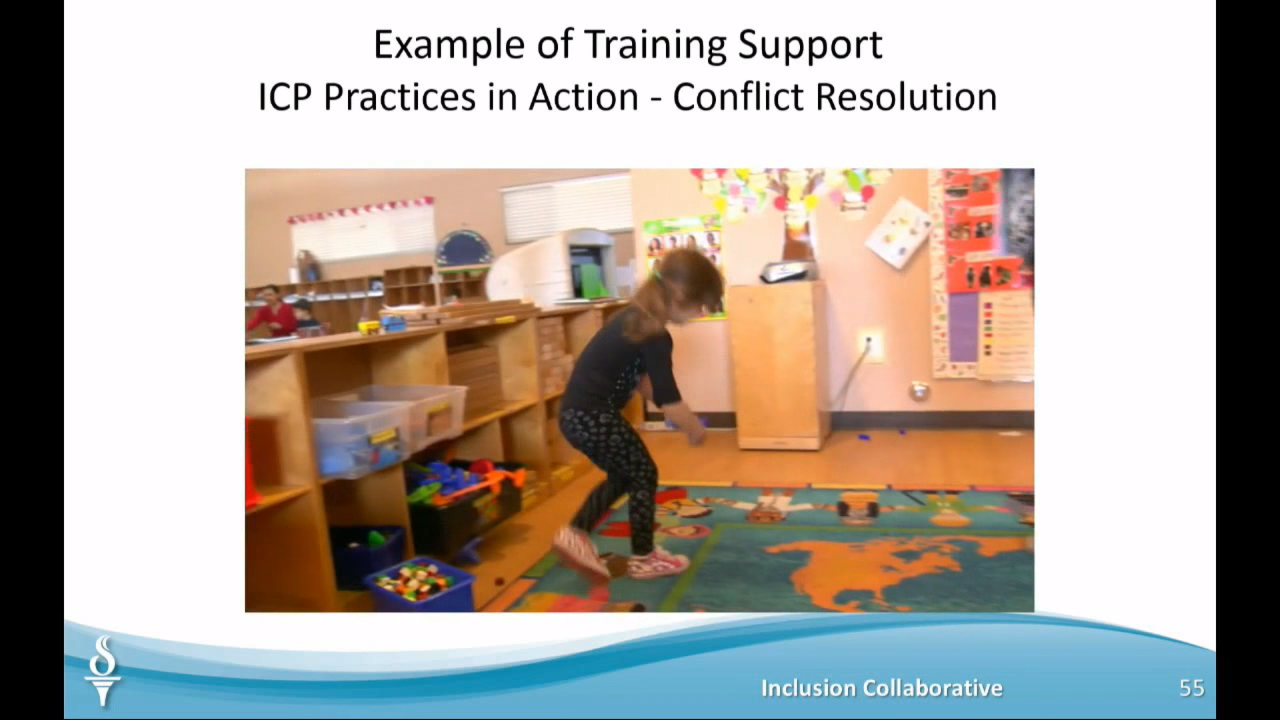 Example of Training Support
ICP Practices in Action - Conflict Resolution
Inclusion Collaborative
55